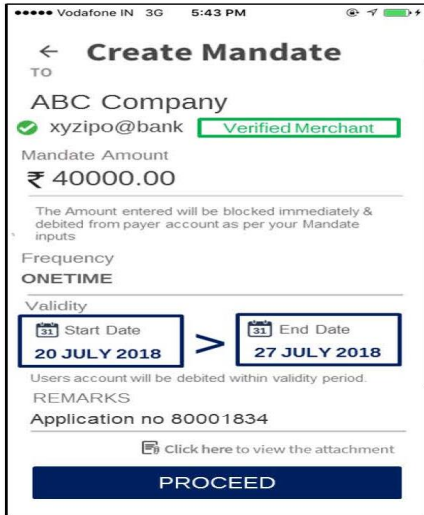 Vodafone IN 3G 5:43 PM
Create Mandate
TO
ABC Company
xyzipo@bank Verified Merchant
Mandate Amount
₹ 40000.00
The Amount entered will be blocked immediately &
debited from payer account as per your Mandate
inputs
Frequency
ONETIME
Validity
31 Start Date > 31 End Date
20 JULY 2018 27 JULY 2018
Users account will be debited within validity period.
REMARKS
Application no 80001834
Click here to view the attachment
PROCEED